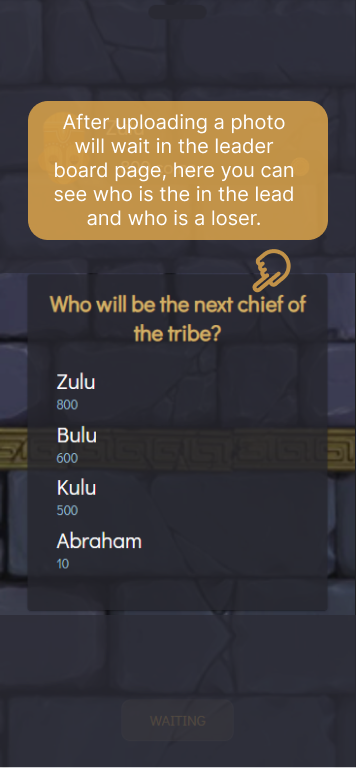 After uploading a photo
will wait in the leader
board page, here you can
see who is the in the lead
and who is a loser.
Who will be the next chief of
the tribe?
Zulu
800
Bulu
600
Kulu
500
Abraham
10
WAITING